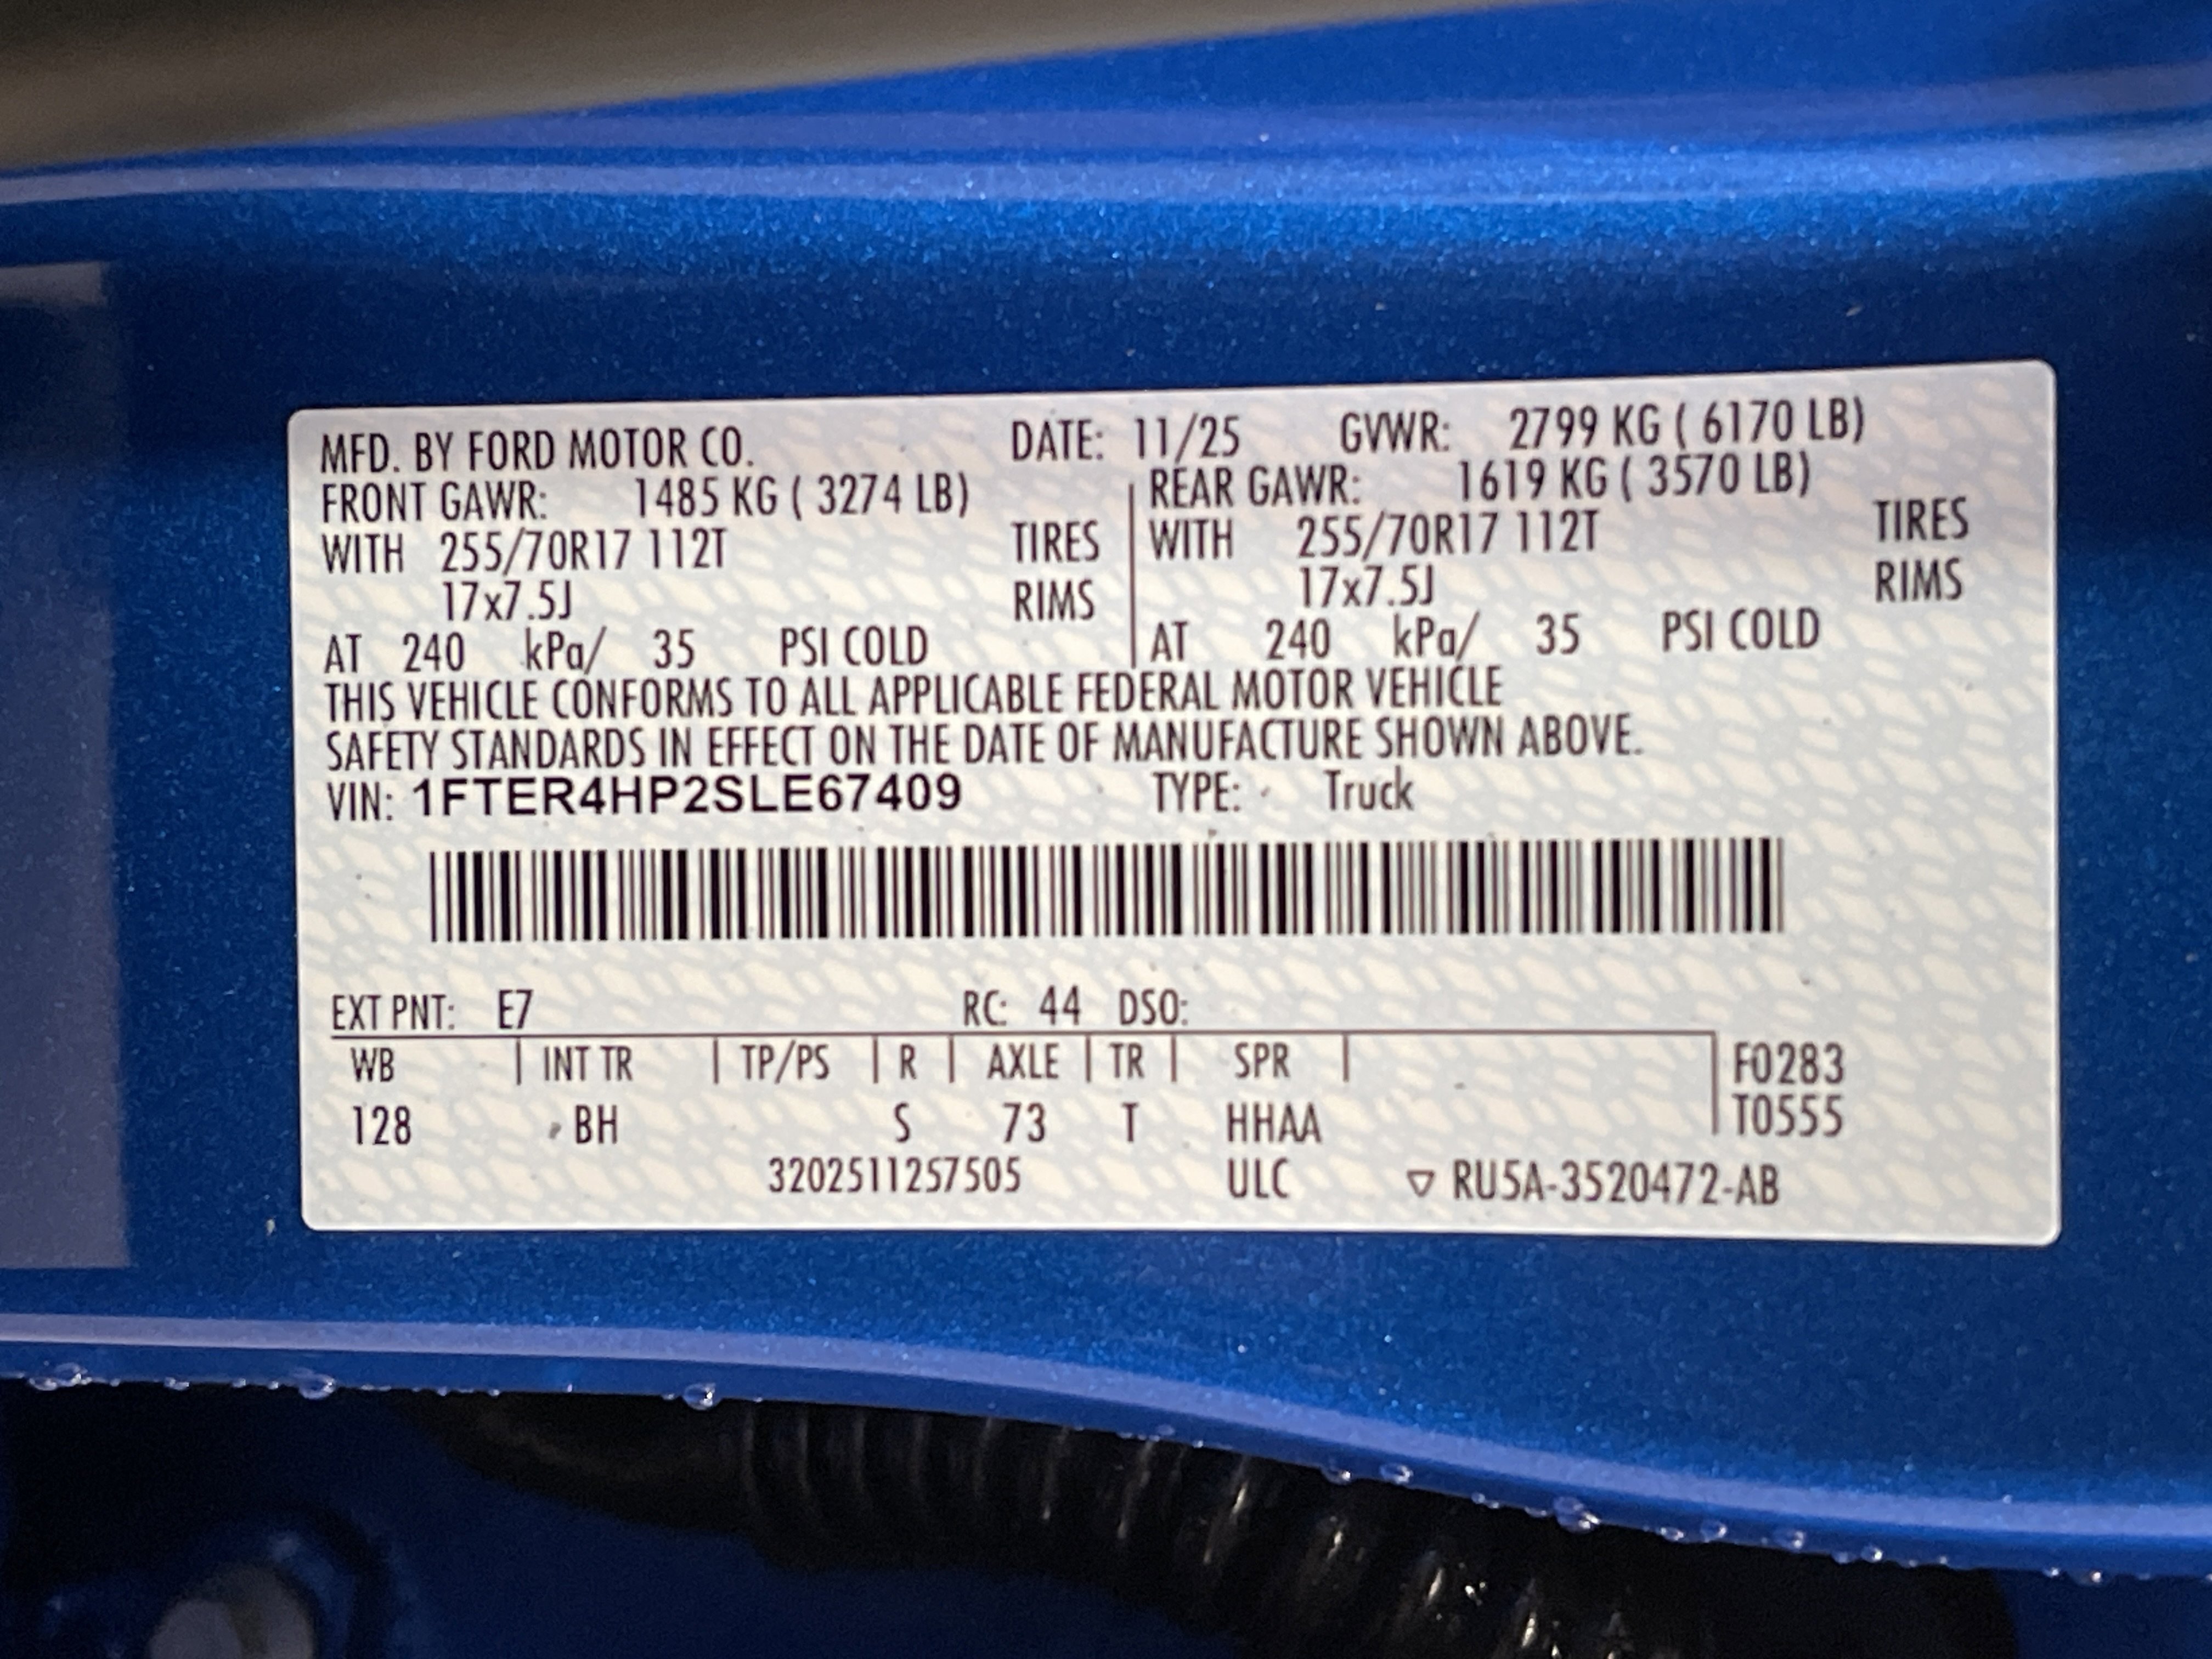 MFD. BY FORD MOTOR CO. DATE: 11/25 GVWR: 2799 KG ( 6170 LB)
FRONT GAWR: 1485 KG ( 3274 LB) REAR GAWR: 1619 KG ( 3570 LB)
WITH 255/70R17 112T TIRES WITH 255/70R17 112T TIRES
17x7.5J RIMS 17x7.5J RIMS
AT 240 kPa/ 35 PSI COLD AT 240 kPa/ 35 PSI COLD
THIS VEHICLE CONFORMS TO ALL APPLICABLE FEDERAL MOTOR VEHICLE
SAFETY STANDARDS IN EFFECT ON THE DATE OF MANUFACTURE SHOWN ABOVE.
VIN: 1FTER4HP2SLE67409 TYPE: Truck
EXT PNT: E7 RC: 44 DSO:
WB INT TR TP/PS R AXLE TR SPR F0283
128 BH S 73 T HHAA T0555
3202511257505 ULC ▽ RU5A-3520472-AB